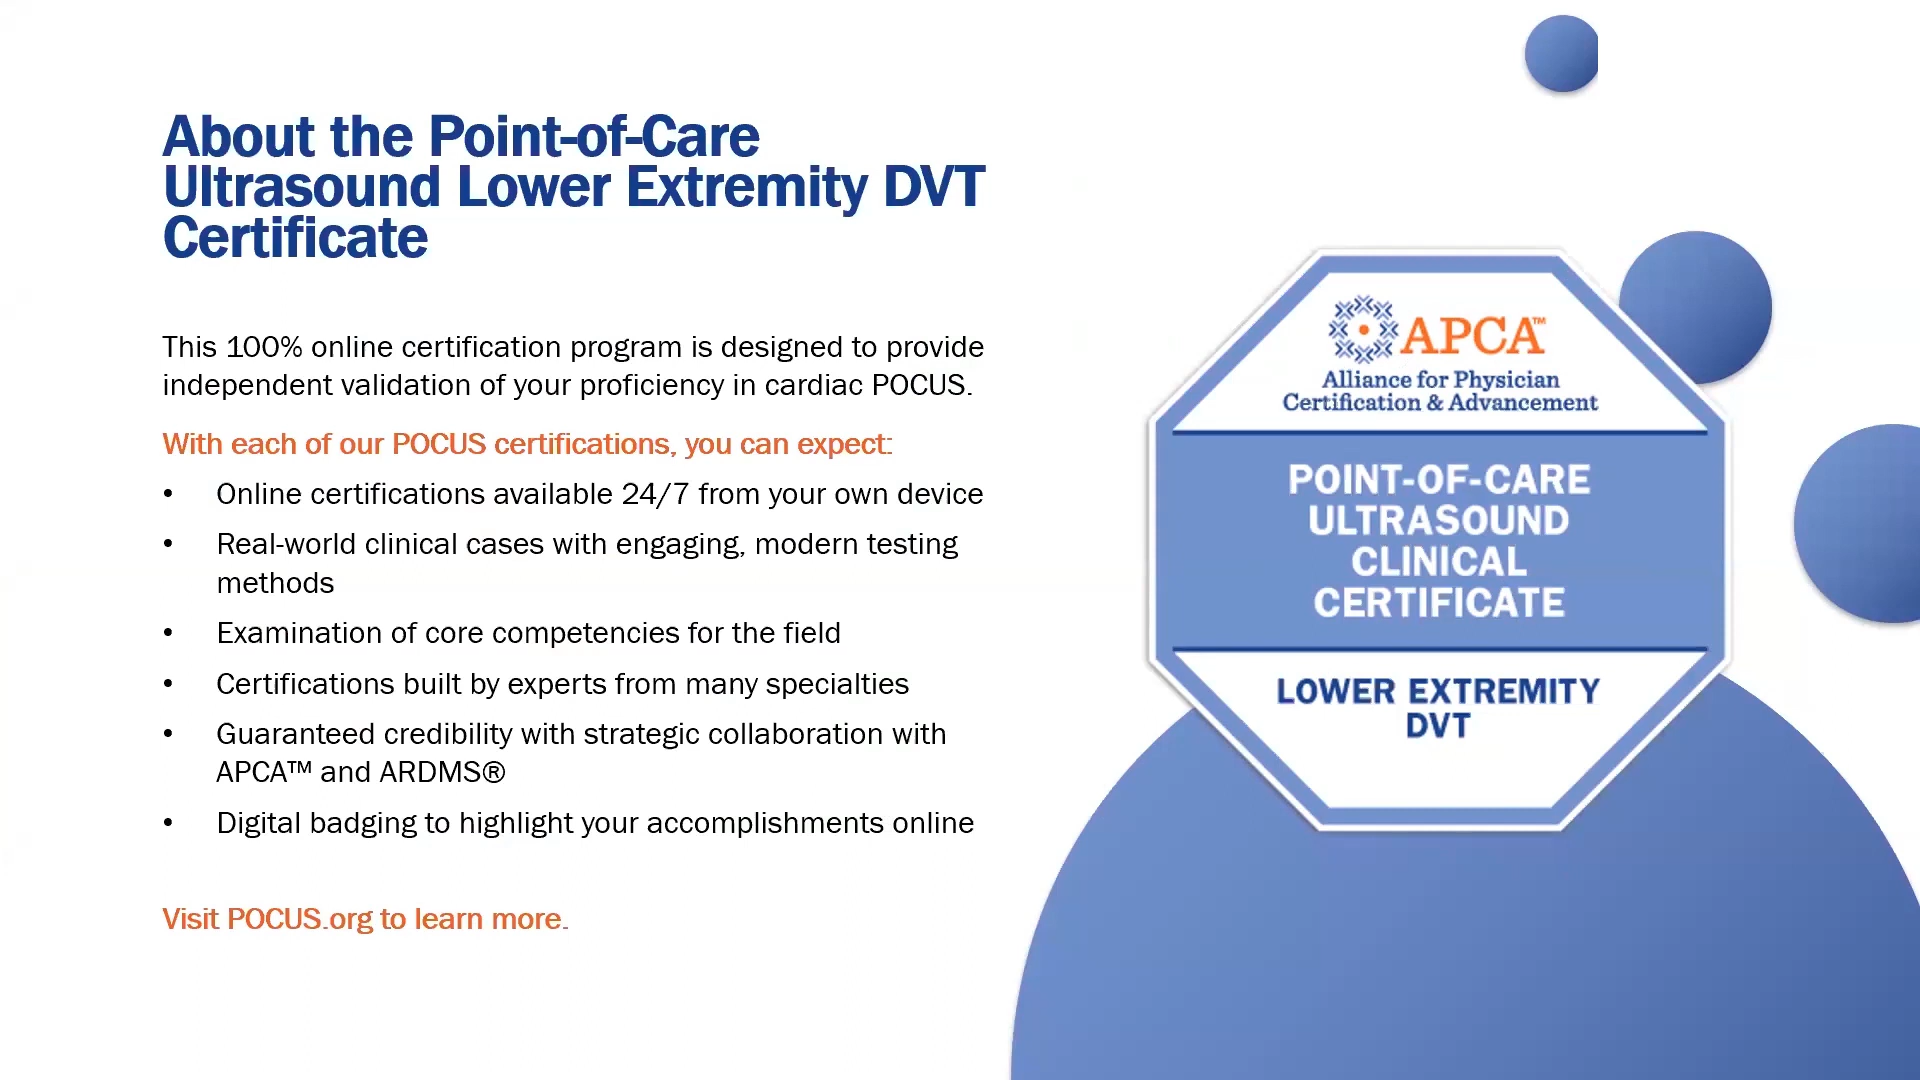 About the Point-of-Care
Ultrasound Lower Extremity DVT
Certificate
This 100% online certification program is designed to provide
independent validation of your proficiency in cardiac POCUS.
With each of our POCUS certifications, you can expect:
• Online certifications available 24/7 from your own device
• Real-world clinical cases with engaging, modern testing
methods
• Examination of core competencies for the field
• Certifications built by experts from many specialties
• Guaranteed credibility with strategic collaboration with
APCA™ and ARDMS®
• Digital badging to highlight your accomplishments online
Visit POCUS.org to learn more.
APCA™
Alliance for Physician
Certification & Advancement
POINT-OF-CARE
ULTRASOUND
CLINICAL
CERTIFICATE
LOWER EXTREMITY
DVT